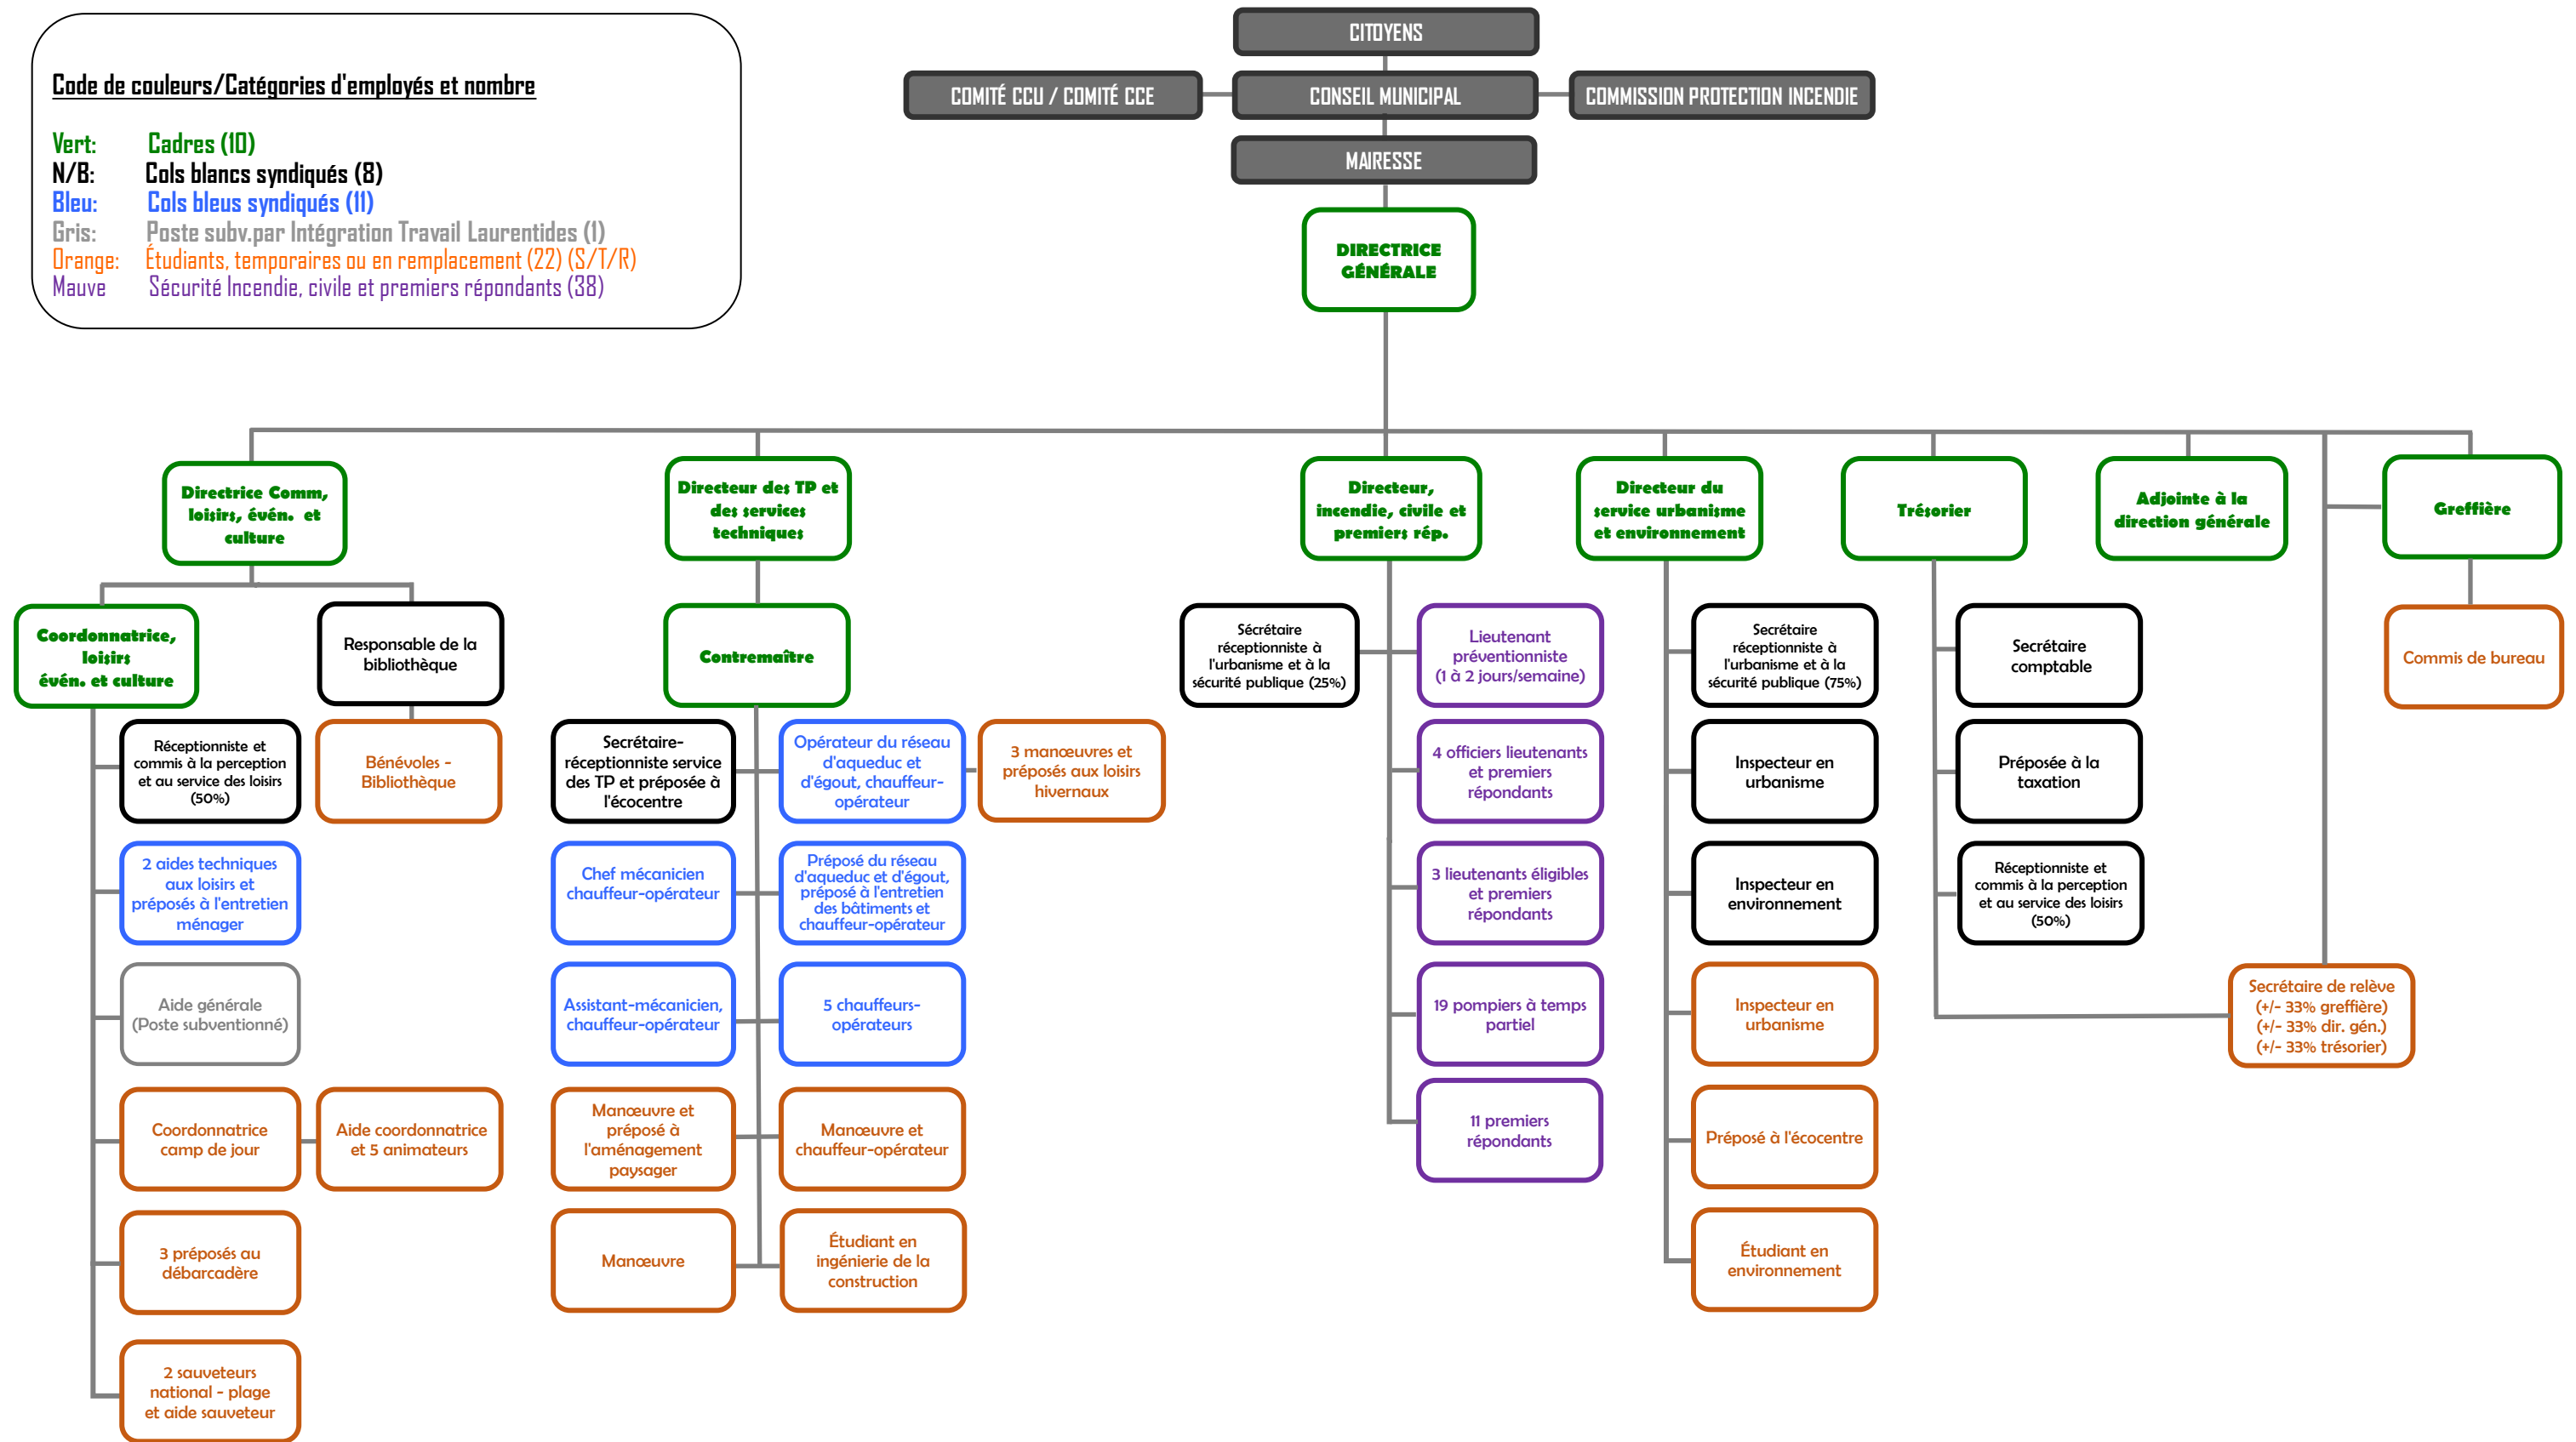 CITOYENS
COMITÉ CCU / COMITÉ CCE
CONSEIL MUNICIPAL
COMMISSION PROTECTION INCENDIE
MAIRESSE
Code de couleurs/Catégories d'employés et nombre
Vert: Cadres (10)
N/B: Cols blancs syndiqués (8)
Bleu: Cols bleus syndiqués (11)
Gris: Poste subv.par Intégration Travail Laurentides (1)
Orange: Étudiants, temporaires ou en remplacement (22) (S/T/R)
Mauve Sécurité Incendie, civile et premiers répondants (38)
DIRECTRICE
GÉNÉRALE
Directrice Comm,
loisirs, évén. et
culture
Directeur des TP et
des services
techniques
Directeur,
incendie, civile et
premiers rép.
Directeur du
service urbanisme
et environnement
Trésorier
Adjointe à la
direction générale
Greffière
Coordonnatrice,
loisirs
évén. et culture
Responsable de la
bibliothèque
Contremaître
Sécrétaire
réceptionniste à
l'urbanisme et à la
sécurité publique (25%)
Lieutenant
préventionniste
(1 à 2 jours/semaine)
Secrétaire
réceptionniste à
l'urbanisme et à la
sécurité publique (75%)
Secrétaire
comptable
Commis de bureau
Réceptionniste et
commis à la perception
et au service des loisirs
(50%)
Bénévoles -
Bibliothèque
Secrétaire-
réceptionniste service
des TP et préposée à
l'écocentre
Opérateur du réseau
d'aqueduc et
d'égout, chauffeur-
opérateur
3 manœuvres et
préposés aux loisirs
hivernaux
4 officiers lieutenants
et premiers
répondants
Inspecteur en
urbanisme
Préposée à la
taxation
2 aides techniques
aux loisirs et
préposés à l'entretien
ménager
Chef mécanicien
chauffeur-opérateur
Préposé du réseau
d'aqueduc et d'égout,
préposé à l'entretien
des bâtiments et
chauffeur-opérateur
3 lieutenants éligibles
et premiers
répondants
Inspecteur en
environnement
Réceptionniste et
commis à la perception
et au service des loisirs
(50%)
Aide générale
(Poste subventionné)
Assistant-mécanicien,
chauffeur-opérateur
5 chauffeurs-
opérateurs
19 pompiers à temps
partiel
Inspecteur en
urbanisme
Secrétaire de relève
(+/- 33% greffière)
(+/- 33% dir. gén.)
(+/- 33% trésorier)
Coordonnatrice
camp de jour
Aide coordonnatrice
et 5 animateurs
Manœuvre et
préposé à
l'aménagement
paysager
Manœuvre et
chauffeur-opérateur
11 premiers
répondants
Préposé à l'écocentre
3 préposés au
débarcadère
Manœuvre
Étudiant en
ingénierie de la
construction
Étudiant en
environnement
2 sauveteurs
national - plage
et aide sauveteur